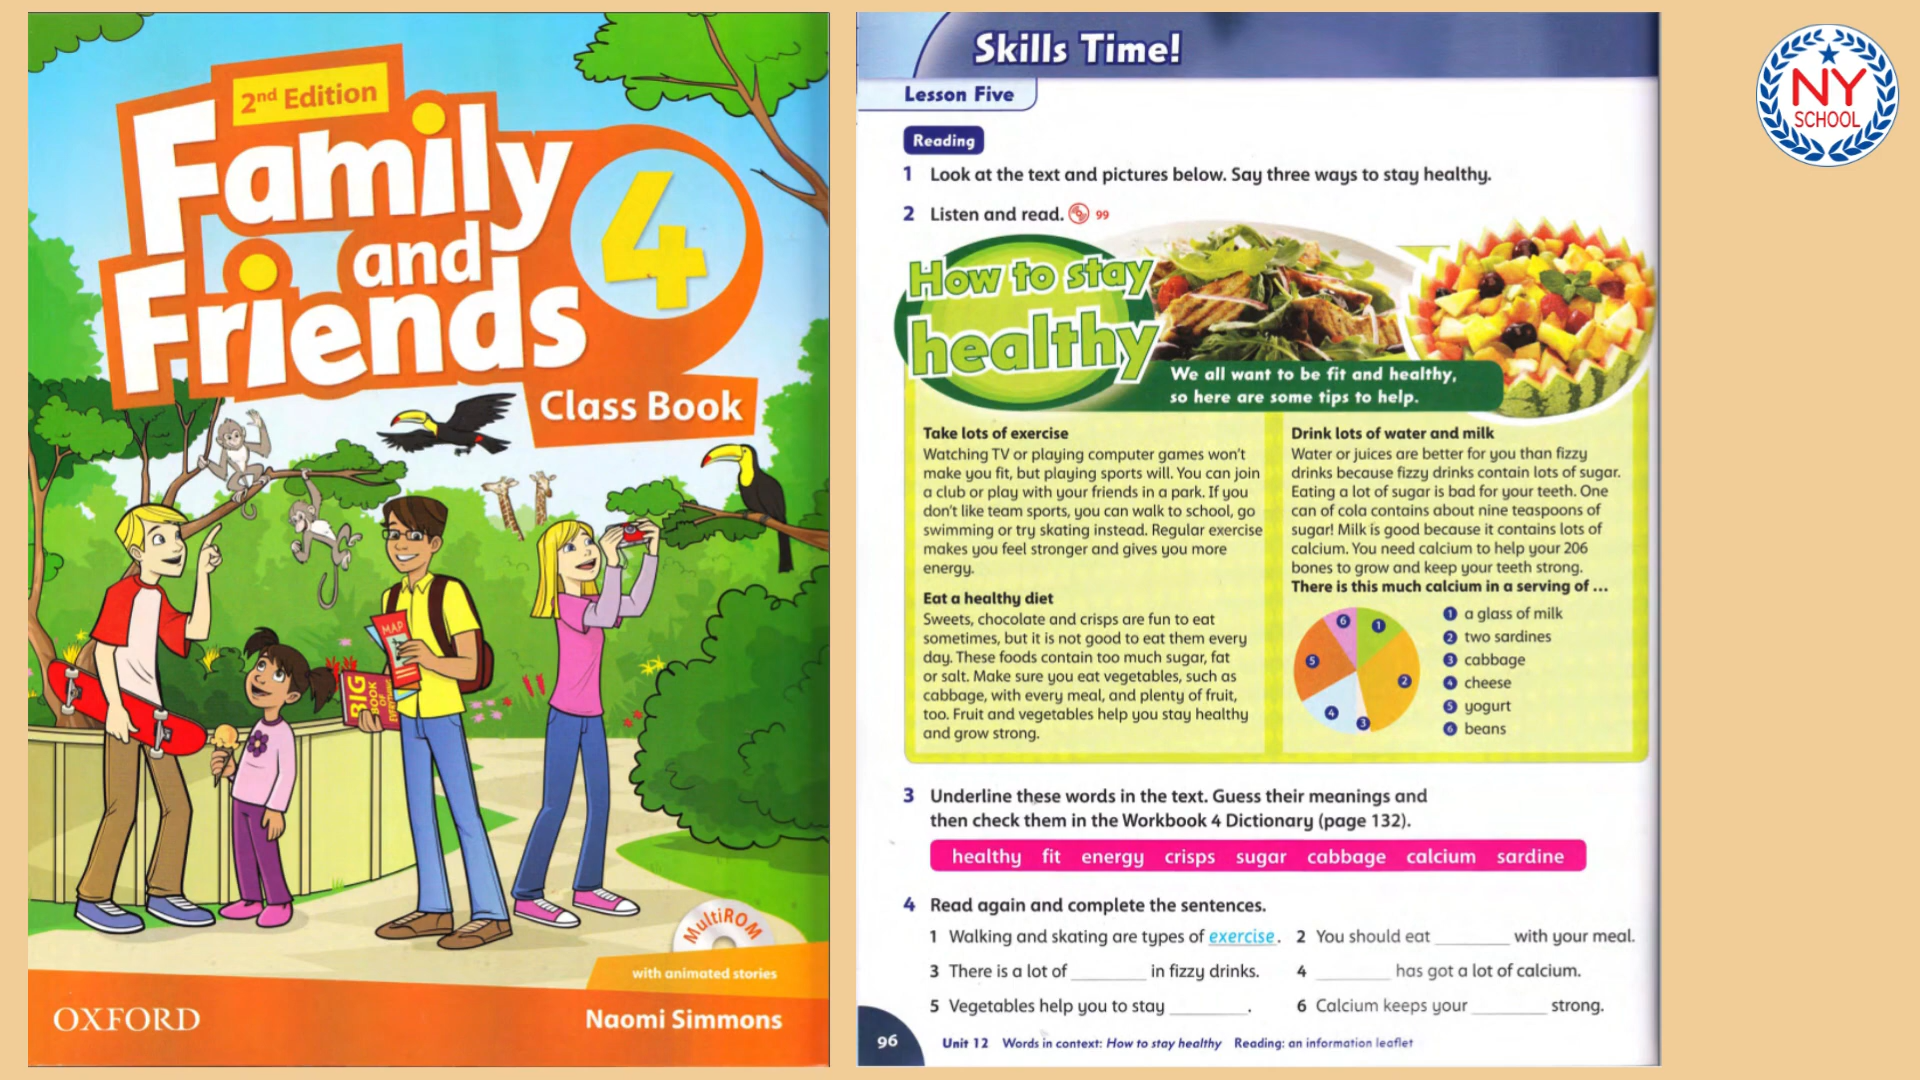 2nd Edition
Family
and
Friends
4
Class Book
MAP
BIG
BOOK
OF
EVERYTHING
MultiROM
with animated stories
OXFORD
Naomi Simmons
Skills Time!
Lesson Five
Reading
1 Look at the text and pictures below. Say three ways to stay healthy.
2 Listen and read. 99
How to stay
healthy
We all want to be fit and healthy,
so here are some tips to help.
Take lots of exercise
Watching TV or playing computer games won't
make you fit, but playing sports will. You can join
a club or play with your friends in a park. If you
don't like team sports, you can walk to school, go
swimming or try skating instead. Regular exercise
makes you feel stronger and gives you more
energy.
Eat a healthy diet
Sweets, chocolate and crisps are fun to eat
sometimes, but it is not good to eat them every
day. These foods contain too much sugar, fat
or salt. Make sure you eat vegetables, such as
cabbage, with every meal, and plenty of fruit,
too. Fruit and vegetables help you stay healthy
and grow strong.
Drink lots of water and milk
Water or juices are better for you than fizzy
drinks because fizzy drinks contain lots of sugar.
Eating a lot of sugar is bad for your teeth. One
can of cola contains about nine teaspoons of
sugar! Milk is good because it contains lots of
calcium. You need calcium to help your 206
bones to grow and keep your teeth strong.
There is this much calcium in a serving of ...
6 1
5 2
4 3
1 a glass of milk
2 two sardines
3 cabbage
4 cheese
5 yogurt
6 beans
3 Underline these words in the text. Guess their meanings and
then check them in the Workbook 4 Dictionary (page 132).
healthy fit energy crisps sugar cabbage calcium sardine
4 Read again and complete the sentences.
1 Walking and skating are types of exercise. 2 You should eat ________ with your meal.
3 There is a lot of ________ in fizzy drinks. 4 ________ has got a lot of calcium.
5 Vegetables help you to stay ________. 6 Calcium keeps your ________ strong.
96 Unit 12 Words in context: How to stay healthy Reading: an information leaflet
NY
SCHOOL